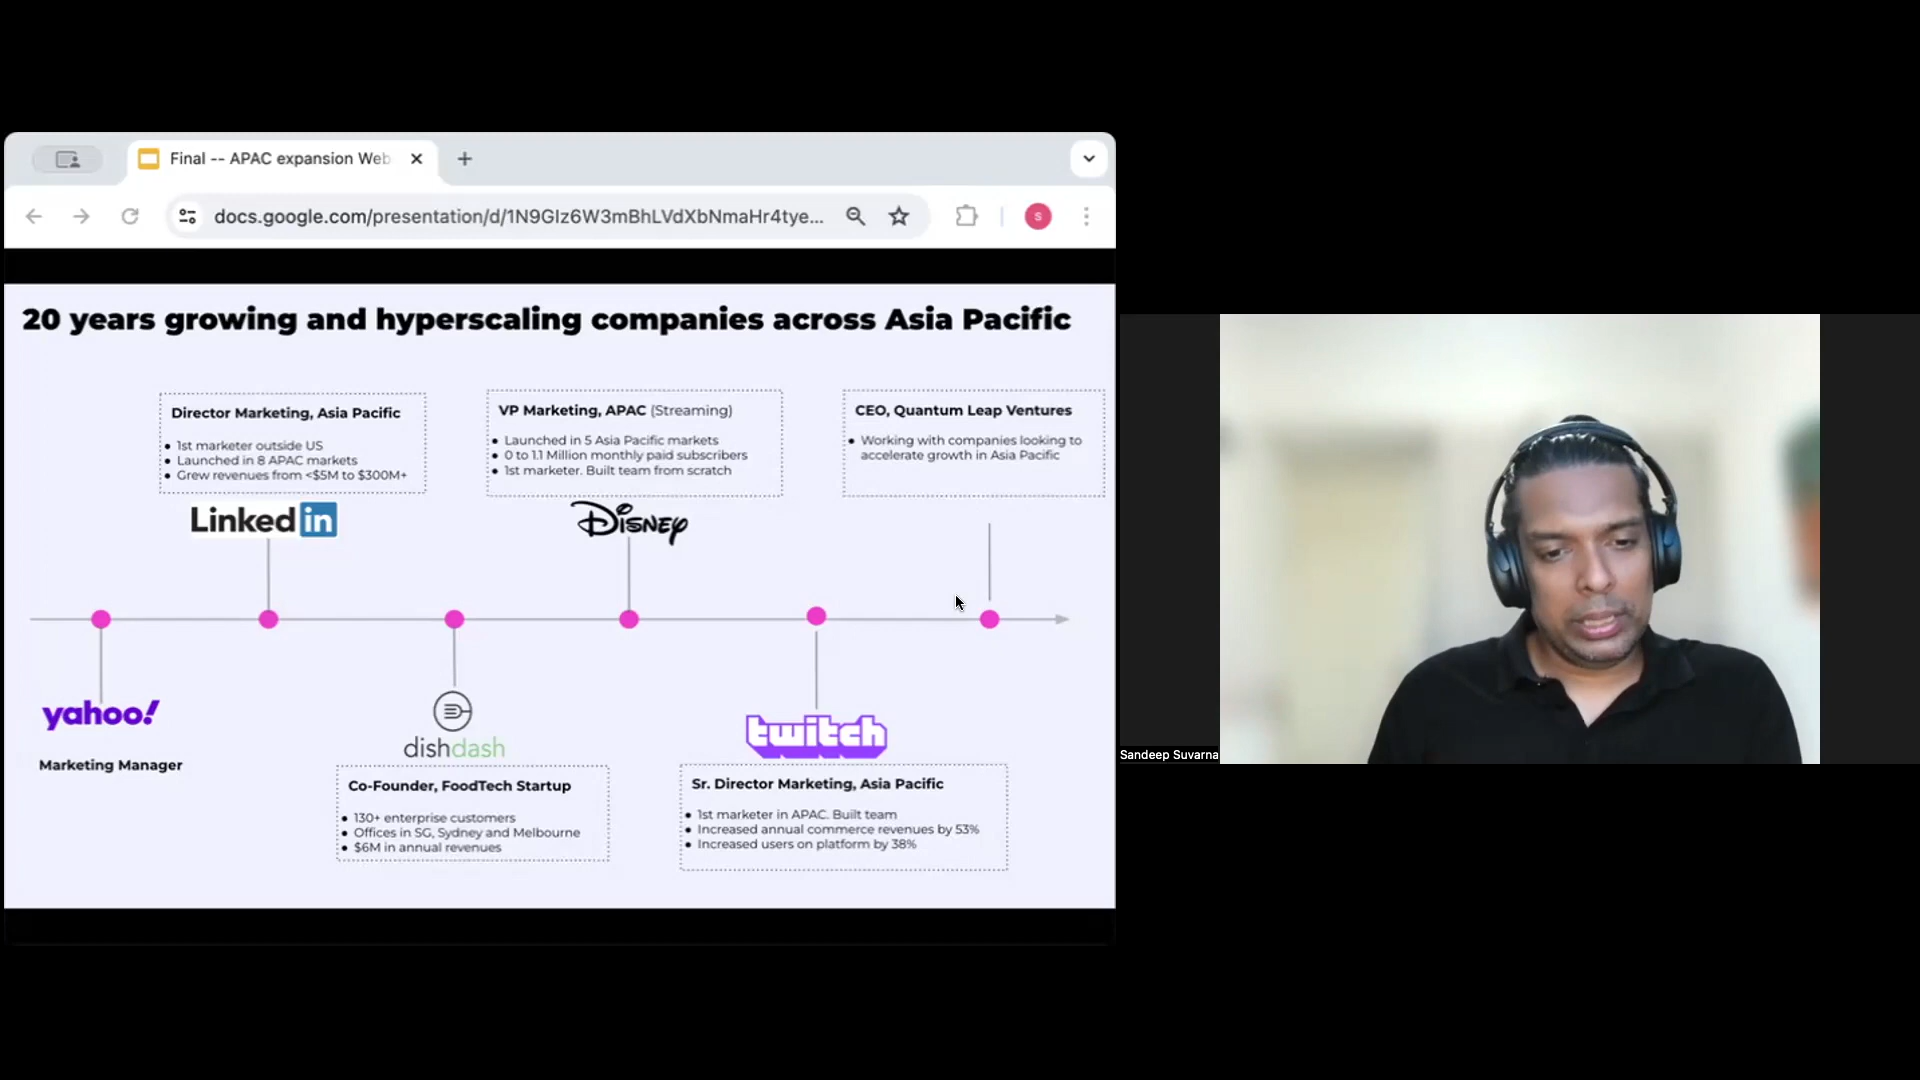 Final -- APAC expansion Web
docs.google.com/presentation/d/1N9GIz6W3mBhLVdXbNmaHr4tye...
S
20 years growing and hyperscaling companies across Asia Pacific
Director Marketing, Asia Pacific
• 1st marketer outside US
• Launched in 8 APAC markets
• Grew revenues from <$5M to $300M+
LinkedIn
VP Marketing, APAC (Streaming)
• Launched in 5 Asia Pacific markets
• 0 to 1.1 Million monthly paid subscribers
• 1st marketer. Built team from scratch
Disney
CEO, Quantum Leap Ventures
• Working with companies looking to
accelerate growth in Asia Pacific
yahoo!
Marketing Manager
dishdash
Co-Founder, FoodTech Startup
• 130+ enterprise customers
• Offices in SG, Sydney and Melbourne
• $6M in annual revenues
twitch
Sr. Director Marketing, Asia Pacific
• 1st marketer in APAC. Built team
• Increased annual commerce revenues by 53%
• Increased users on platform by 38%
Sandeep Suvarna